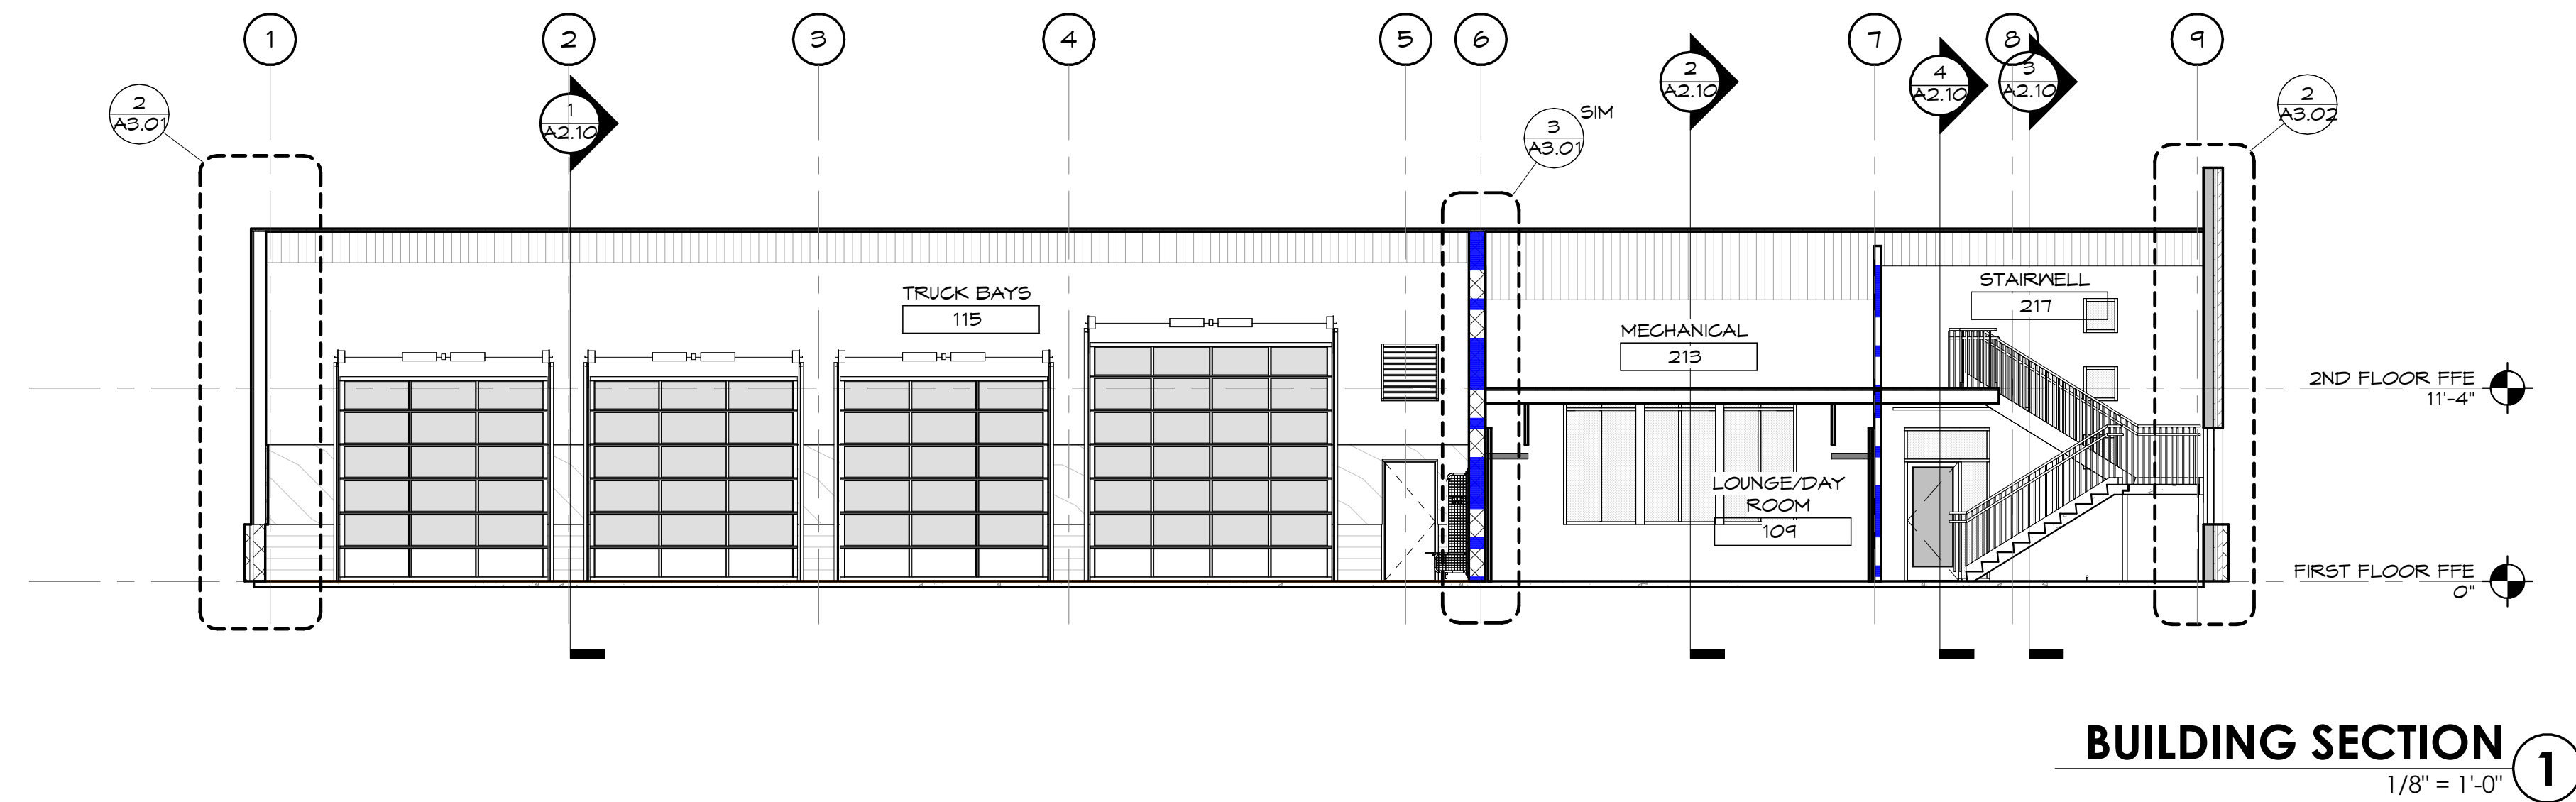 1
2
3
4
5
6
7
8
9
2
A3.01
1
A2.10
3
A3.01
SIM
2
A2.10
4
A2.10
3
A2.10
2
A3.02
TRUCK BAYS
115
MECHANICAL
213
STAIRWELL
217
LOUNGE/DAY
ROOM
109
2ND FLOOR FFE
11'-4"
FIRST FLOOR FFE
0"
BUILDING SECTION
1
1/8" = 1'-0"